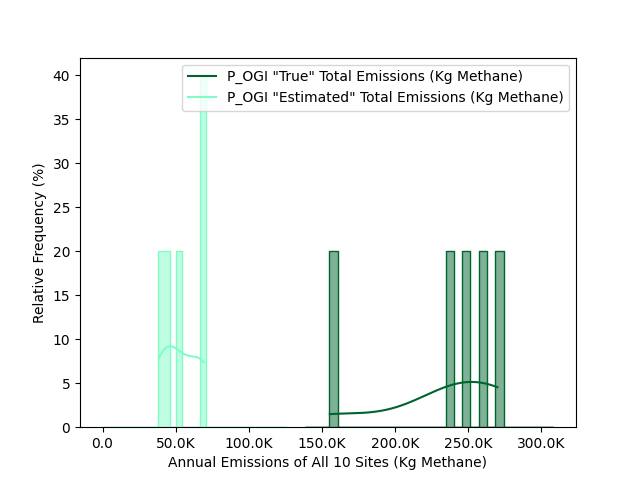 P_OGI "True" Total Emissions (Kg Methane)
P_OGI "Estimated" Total Emissions (Kg Methane)
40
35
30
25
20
15
10
5
0
Relative Frequency (%)
0.0 50.0K 100.0K 150.0K 200.0K 250.0K 300.0K
Annual Emissions of All 10 Sites (Kg Methane)